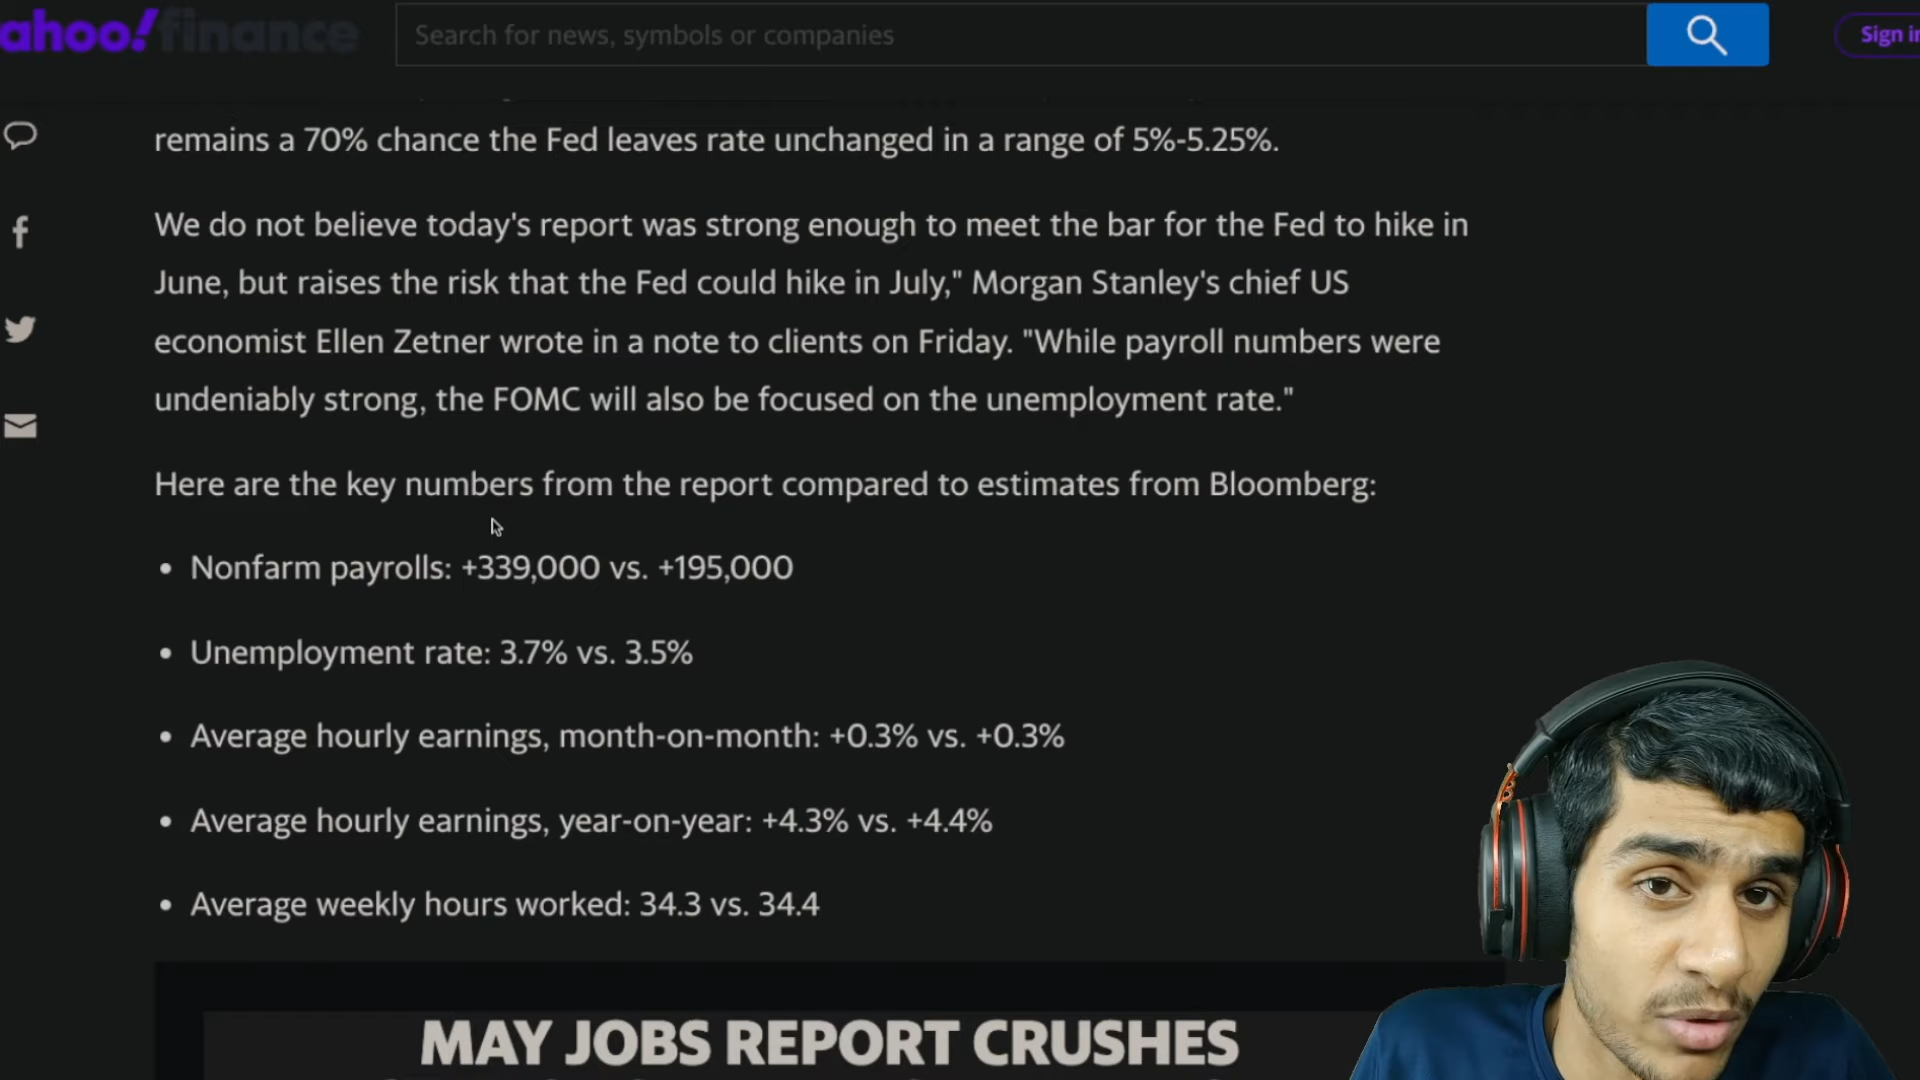 ahoo!finance
Search for news, symbols or companies
Sign in
remains a 70% chance the Fed leaves rate unchanged in a range of 5%-5.25%.
We do not believe today's report was strong enough to meet the bar for the Fed to hike in
June, but raises the risk that the Fed could hike in July," Morgan Stanley's chief US
economist Ellen Zetner wrote in a note to clients on Friday. "While payroll numbers were
undeniably strong, the FOMC will also be focused on the unemployment rate."
Here are the key numbers from the report compared to estimates from Bloomberg:
• Nonfarm payrolls: +339,000 vs. +195,000
• Unemployment rate: 3.7% vs. 3.5%
• Average hourly earnings, month-on-month: +0.3% vs. +0.3%
• Average hourly earnings, year-on-year: +4.3% vs. +4.4%
• Average weekly hours worked: 34.3 vs. 34.4
MAY JOBS REPORT CRUSHES